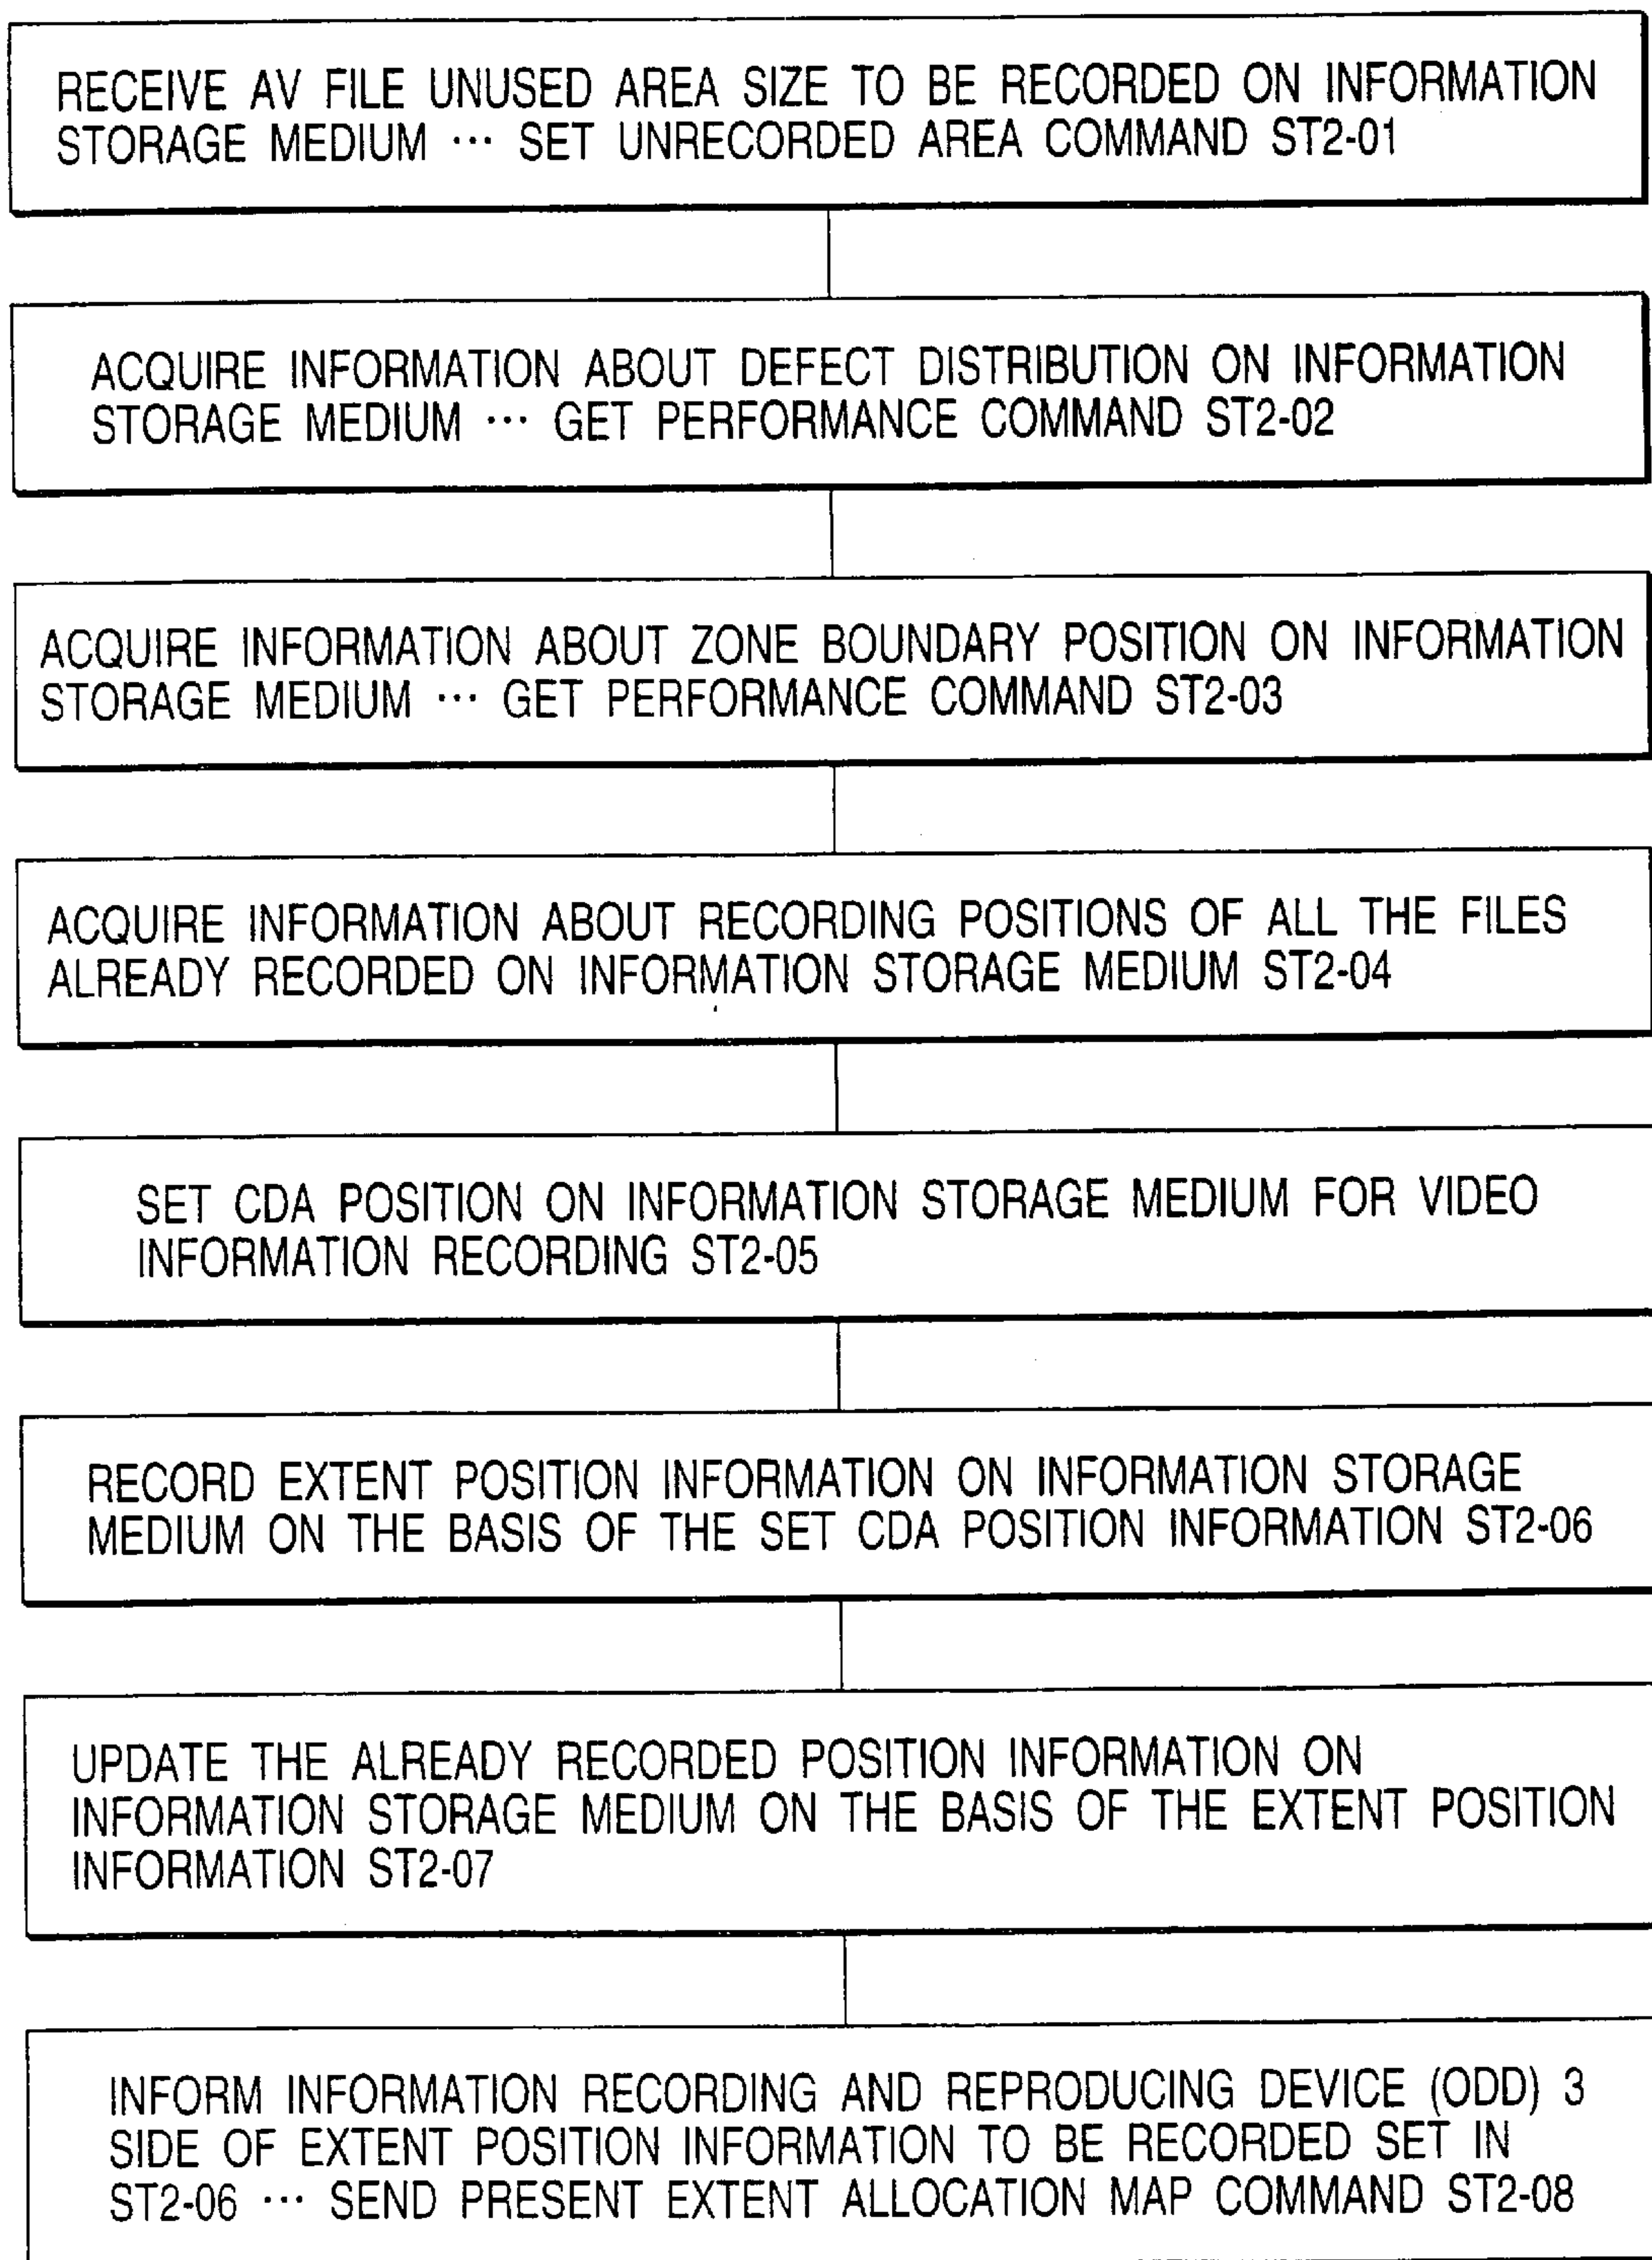 RECEIVE AV FILE UNUSED AREA SIZE TO BE RECORDED ON INFORMATION
STORAGE MEDIUM ··· SET UNRECORDED AREA COMMAND ST2-01
ACQUIRE INFORMATION ABOUT DEFECT DISTRIBUTION ON INFORMATION
STORAGE MEDIUM ··· GET PERFORMANCE COMMAND ST2-02
ACQUIRE INFORMATION ABOUT ZONE BOUNDARY POSITION ON INFORMATION
STORAGE MEDIUM ··· GET PERFORMANCE COMMAND ST2-03
ACQUIRE INFORMATION ABOUT RECORDING POSITIONS OF ALL THE FILES
ALREADY RECORDED ON INFORMATION STORAGE MEDIUM ST2-04
SET CDA POSITION ON INFORMATION STORAGE MEDIUM FOR VIDEO
INFORMATION RECORDING ST2-05
RECORD EXTENT POSITION INFORMATION ON INFORMATION STORAGE
MEDIUM ON THE BASIS OF THE SET CDA POSITION INFORMATION ST2-06
UPDATE THE ALREADY RECORDED POSITION INFORMATION ON
INFORMATION STORAGE MEDIUM ON THE BASIS OF THE EXTENT POSITION
INFORMATION ST2-07
INFORM INFORMATION RECORDING AND REPRODUCING DEVICE (ODD) 3
SIDE OF EXTENT POSITION INFORMATION TO BE RECORDED SET IN
ST2-06 ··· SEND PRESENT EXTENT ALLOCATION MAP COMMAND ST2-08